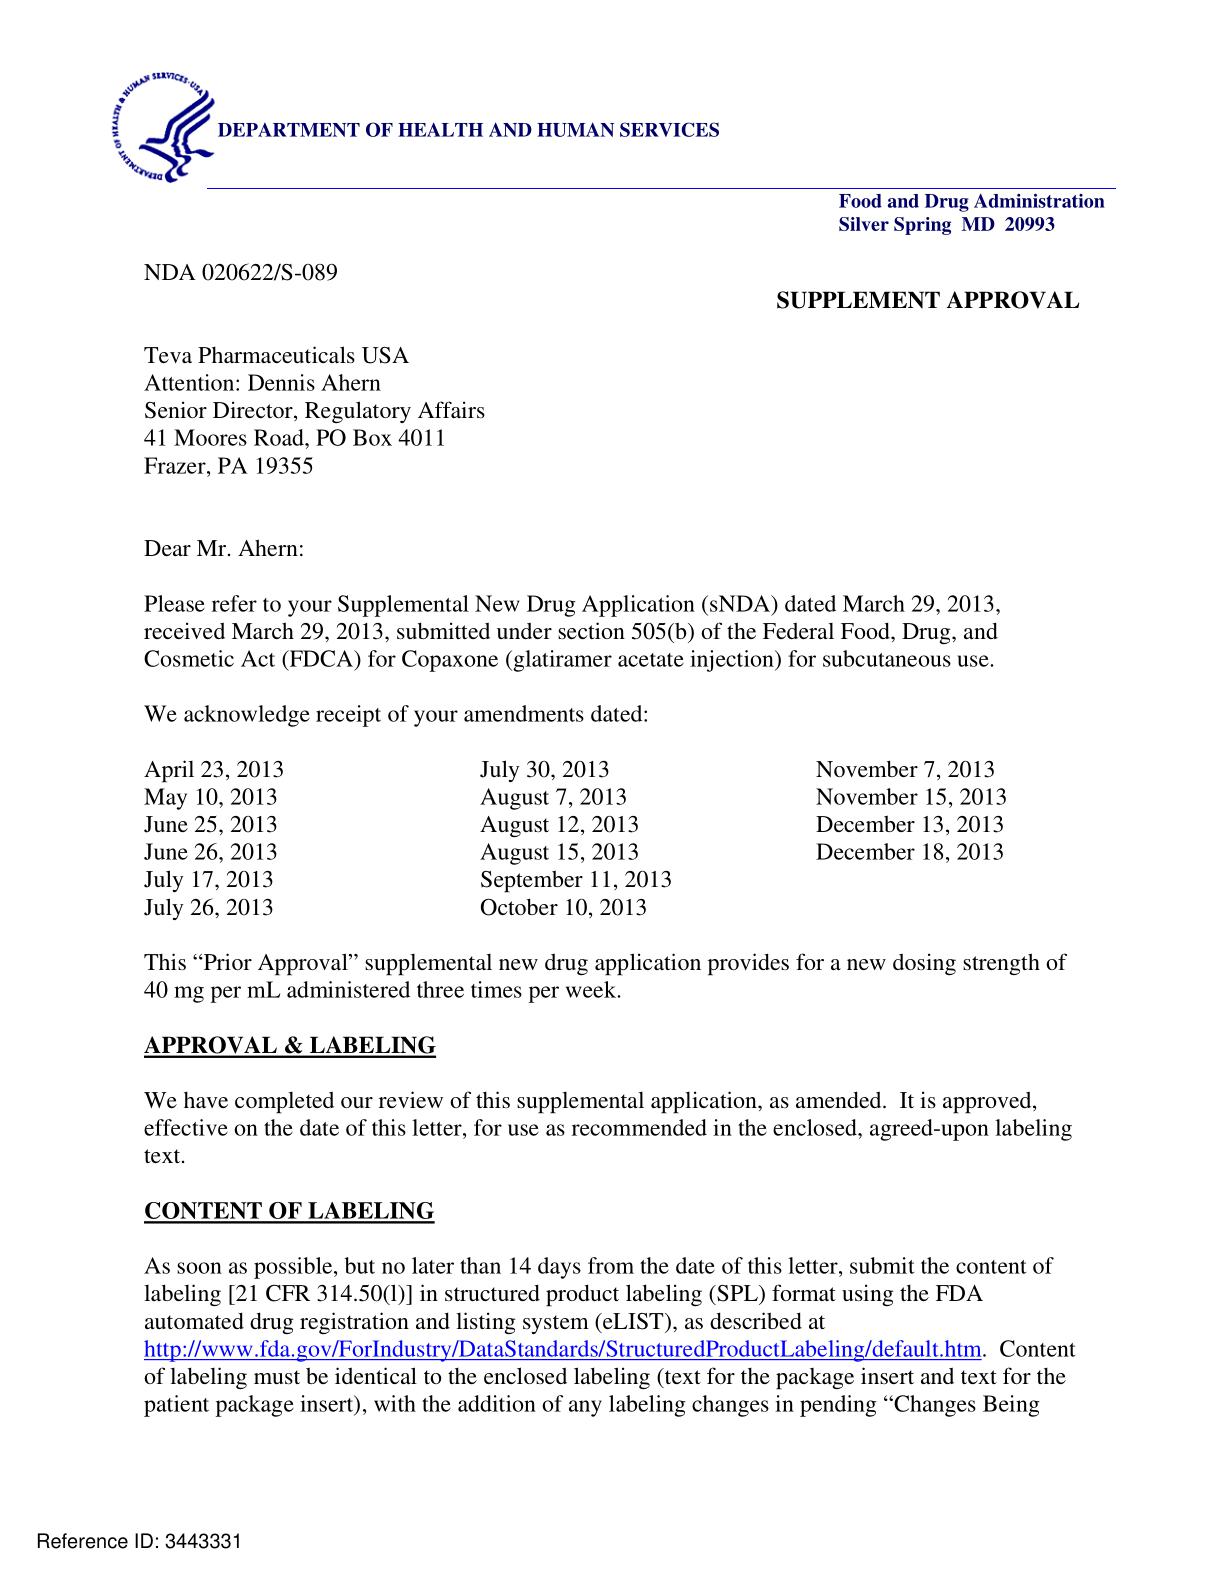 DEPARTMENT OF HEALTH & HUMAN SERVICES·USA
DEPARTMENT OF HEALTH AND HUMAN SERVICES
Food and Drug Administration
Silver Spring MD 20993
NDA 020622/S-089
SUPPLEMENT APPROVAL
Teva Pharmaceuticals USA
Attention: Dennis Ahern
Senior Director, Regulatory Affairs
41 Moores Road, PO Box 4011
Frazer, PA 19355
Dear Mr. Ahern:
Please refer to your Supplemental New Drug Application (sNDA) dated March 29, 2013,
received March 29, 2013, submitted under section 505(b) of the Federal Food, Drug, and
Cosmetic Act (FDCA) for Copaxone (glatiramer acetate injection) for subcutaneous use.
We acknowledge receipt of your amendments dated:
April 23, 2013 July 30, 2013 November 7, 2013
May 10, 2013 August 7, 2013 November 15, 2013
June 25, 2013 August 12, 2013 December 13, 2013
June 26, 2013 August 15, 2013 December 18, 2013
July 17, 2013 September 11, 2013
July 26, 2013 October 10, 2013
This “Prior Approval” supplemental new drug application provides for a new dosing strength of
40 mg per mL administered three times per week.
APPROVAL & LABELING
We have completed our review of this supplemental application, as amended. It is approved,
effective on the date of this letter, for use as recommended in the enclosed, agreed-upon labeling
text.
CONTENT OF LABELING
As soon as possible, but no later than 14 days from the date of this letter, submit the content of
labeling [21 CFR 314.50(l)] in structured product labeling (SPL) format using the FDA
automated drug registration and listing system (eLIST), as described at
http://www.fda.gov/ForIndustry/DataStandards/StructuredProductLabeling/default.htm. Content
of labeling must be identical to the enclosed labeling (text for the package insert and text for the
patient package insert), with the addition of any labeling changes in pending “Changes Being
Reference ID: 3443331